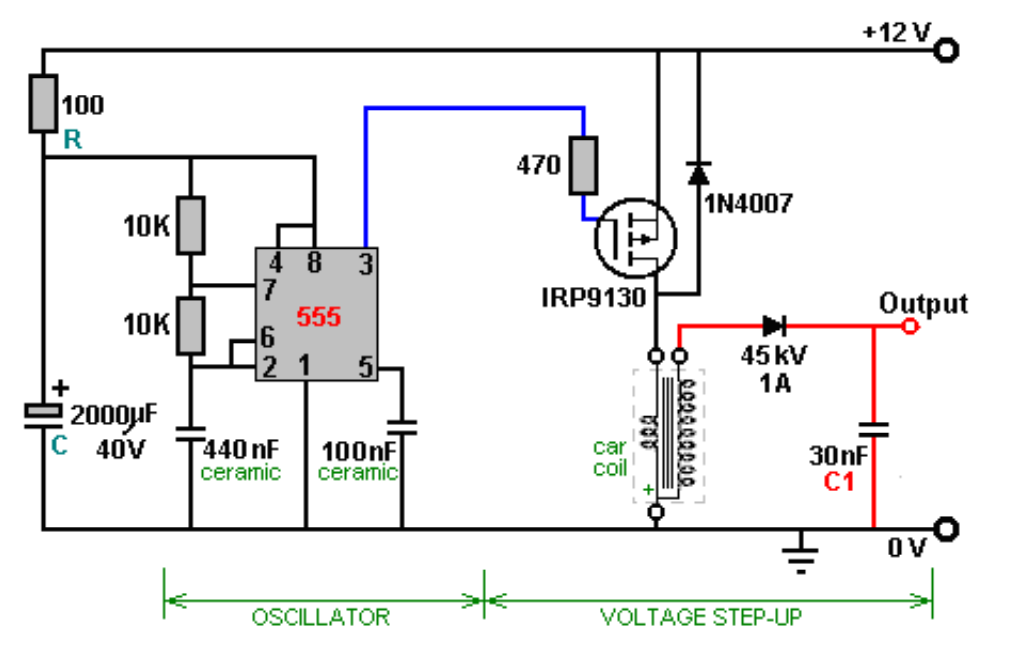 +12 V
100
R
470
1N4007
10K
4 8 3
7
IRP9130
Output
10K
555
6
2 1 5
45 kV
1A
+
2000µF
40V
C
440 nF
ceramic
100nF
ceramic
car
coil
+
30nF
C1
0 V
OSCILLATOR
VOLTAGE STEP-UP